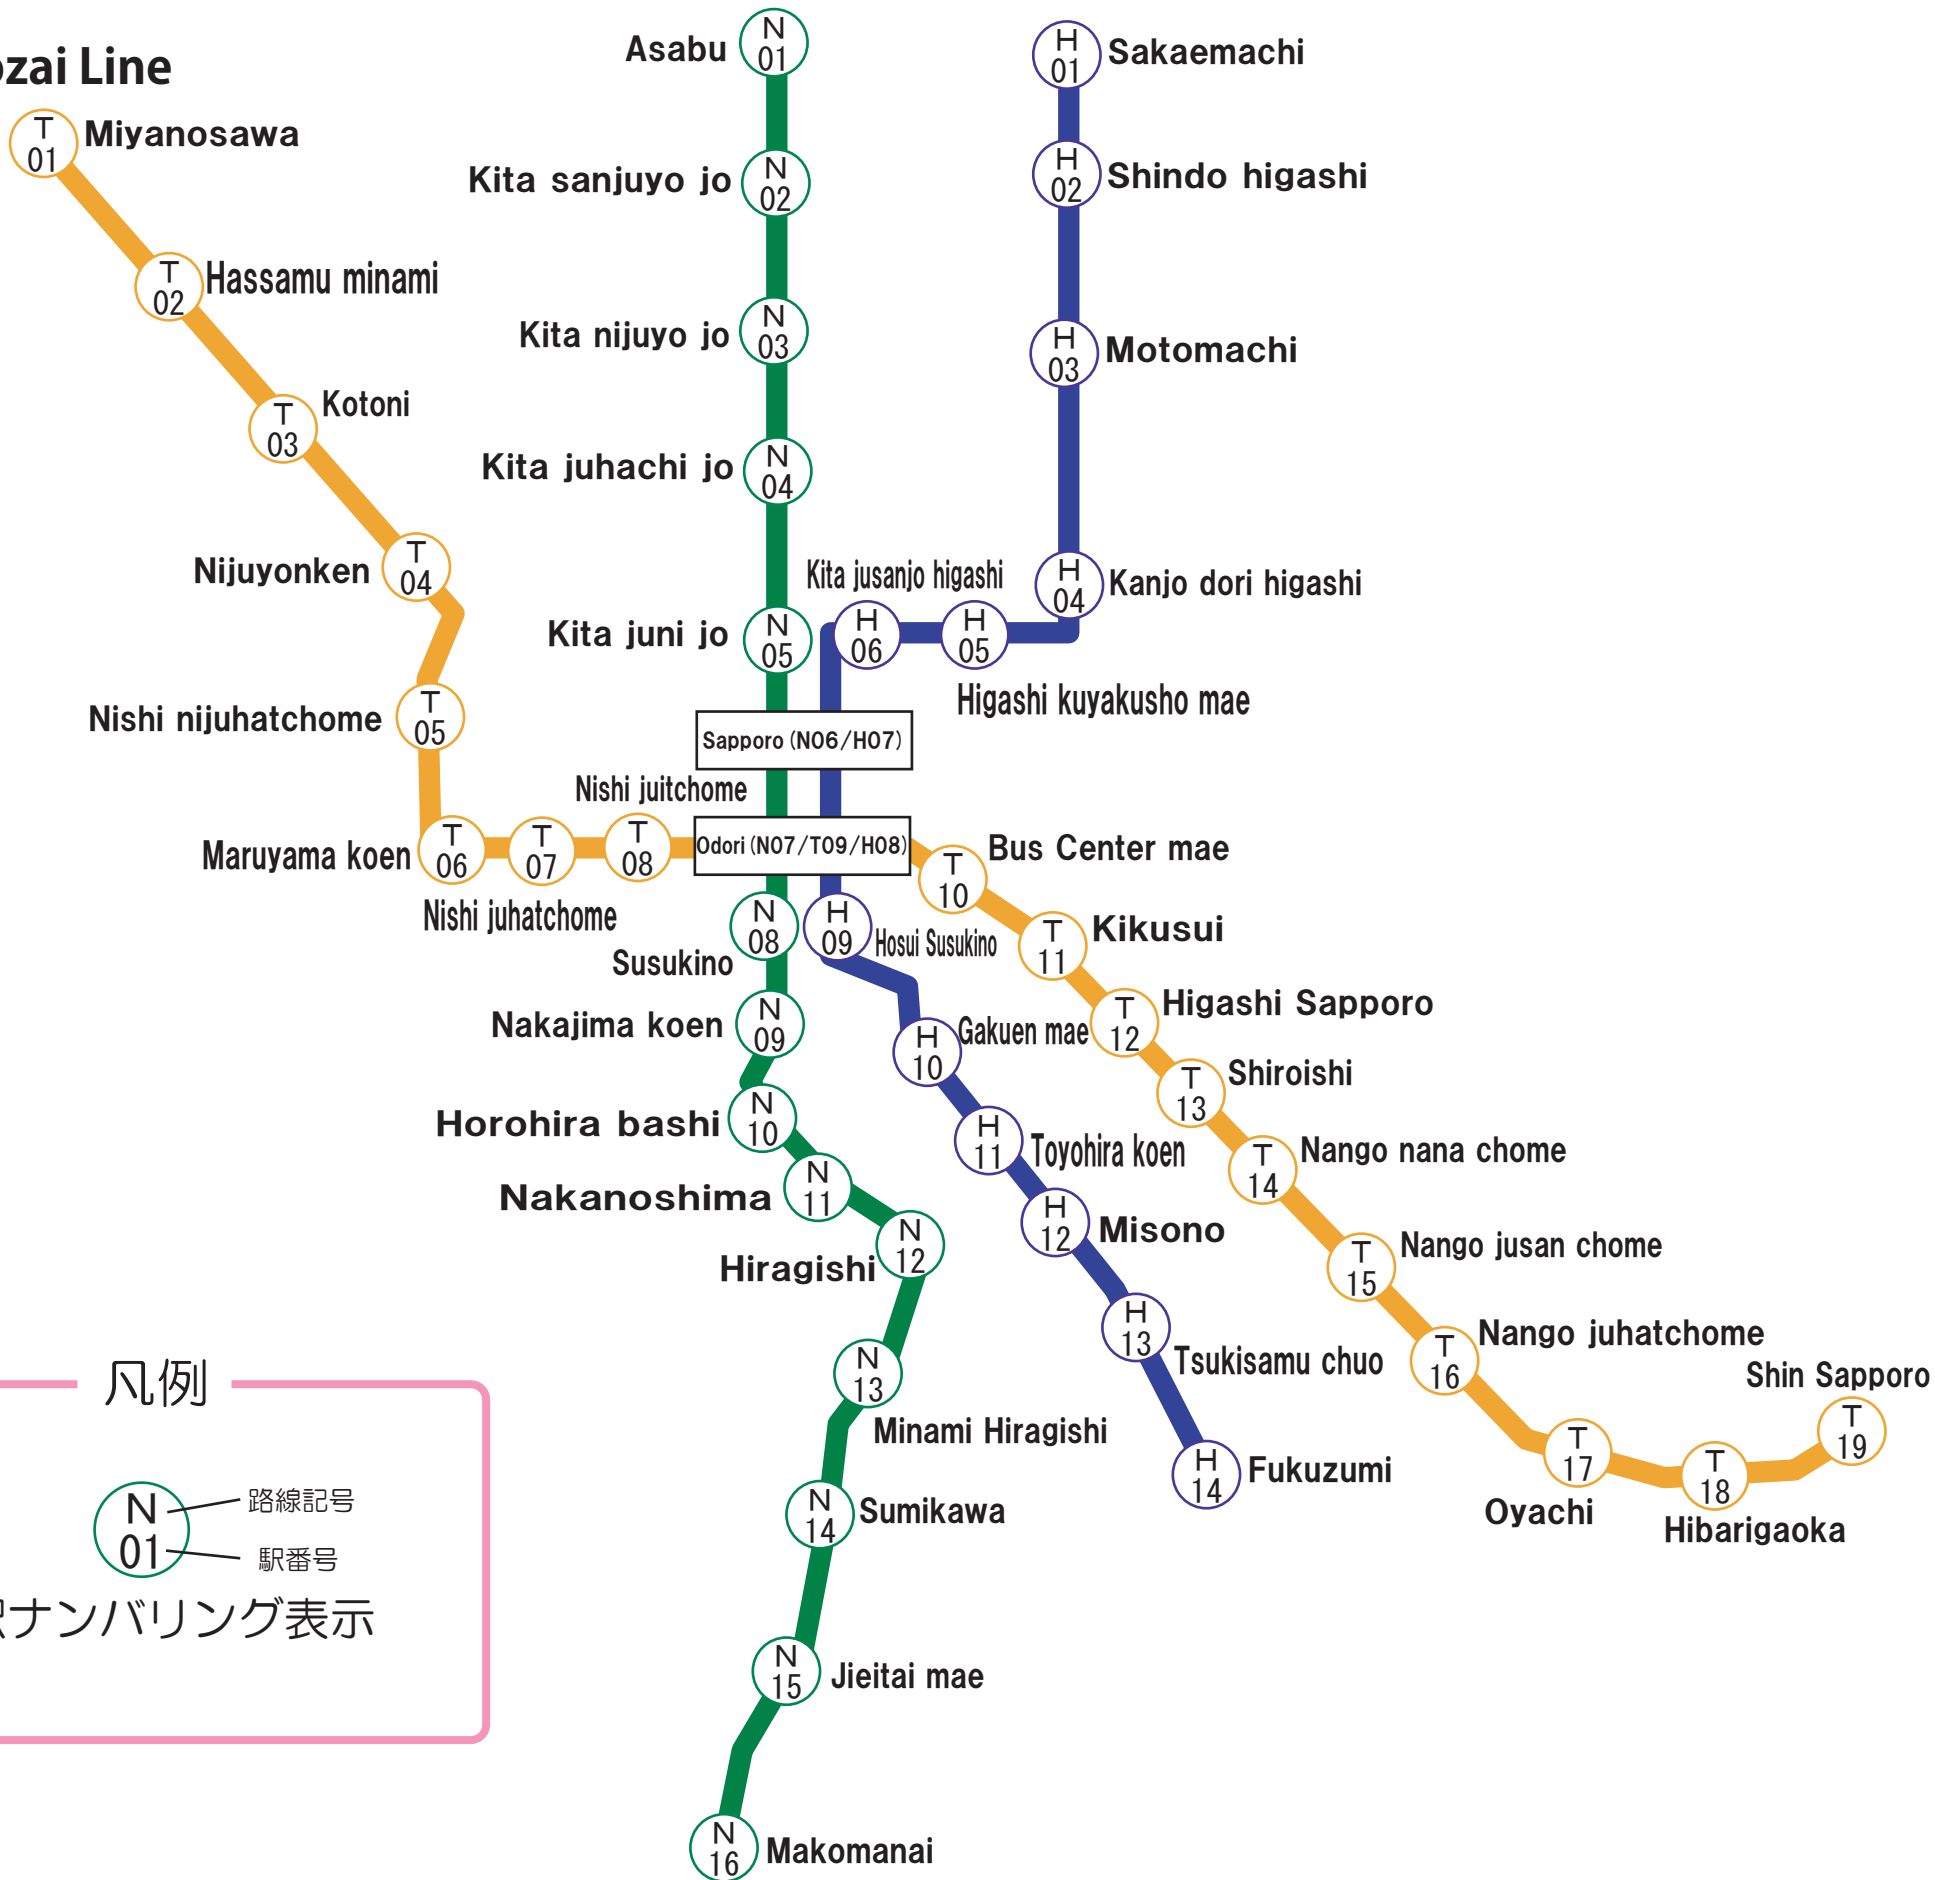 ozai Line
T
01
Miyanosawa
T
02
Hassamu minami
T
03
Kotoni
T
04
Nijuyonken
T
05
Nishi nijuhatchome
T
06
Maruyama koen
T
07
Nishi juhatchome
T
08
Nishi juitchome
N
01
Asabu
N
02
Kita sanjuyo jo
N
03
Kita nijuyo jo
N
04
Kita juhachi jo
N
05
Kita juni jo
Sapporo (N06/H07)
Odori (N07/T09/H08)
N
08
Susukino
N
09
Nakajima koen
N
10
Horohira bashi
N
11
Nakanoshima
N
12
Hiragishi
N
13
Minami Hiragishi
N
14
Sumikawa
N
15
Jieitai mae
N
16
Makomanai
H
01
Sakaemachi
H
02
Shindo higashi
H
03
Motomachi
H
04
Kanjo dori higashi
H
05
Higashi kuyakusho mae
H
06
Kita jusanjo higashi
H
09
Hosui Susukino
H
10
Gakuen mae
H
11
Toyohira koen
H
12
Misono
H
13
Tsukisamu chuo
H
14
Fukuzumi
T
10
Bus Center mae
T
11
Kikusui
T
12
Higashi Sapporo
T
13
Shiroishi
T
14
Nango nana chome
T
15
Nango jusan chome
T
16
Nango juhatchome
T
17
Oyachi
T
18
Hibarigaoka
T
19
Shin Sapporo
凡例
N
01
路線記号
駅番号
ナンバリング表示